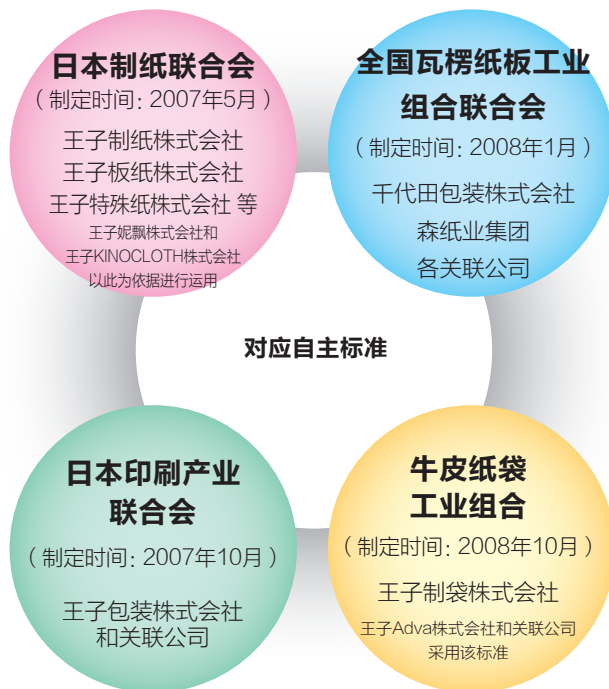 日本制纸联合会
（制定时间：2007年5月）
王子制纸株式会社
王子板纸株式会社
王子特殊纸株式会社 等
王子妮飘株式会社和
王子KINOCLOTH株式会社
以此为依据进行运用
全国瓦楞纸板工业
组合联合会
（制定时间：2008年1月）
千代田包装株式会社
森纸业集团
各关联公司
对应自主标准
日本印刷产业
联合会
（制定时间：2007年10月）
王子包装株式会社
和关联公司
牛皮纸袋
工业组合
（制定时间：2008年10月）
王子制袋株式会社
王子Adva株式会社和关联公司
采用该标准